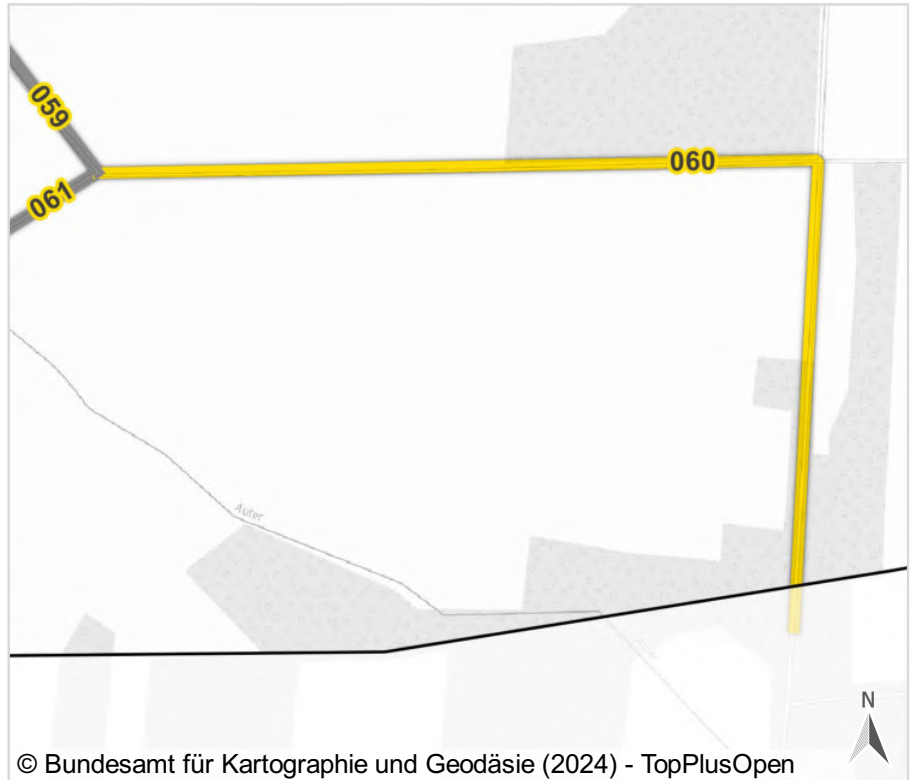 059
060
061
Auter
N
© Bundesamt für Kartographie und Geodäsie (2024) - TopPlusOpen